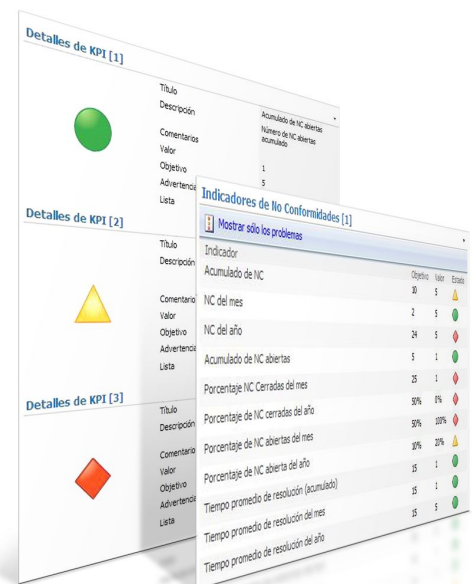 Detalles de KPI [1]
Título
Descripción
Acumulado de NC abiertas
Número de NC abiertas
acumulado
Comentarios
Valor
1
Objetivo
5
Advertencia
Lista
Detalles de KPI [2]
Título
Descripción
Comentario
Valor
Objetivo
Advertencia
Lista
Detalles de KPI [3]
Título
Descripción
Comentario
Valor
Objetivo
Advertencia
Lista
Indicadores de No Conformidades [1]
Mostrar sólo los problemas
Indicador Objetivo Valor Estado
Acumulado de NC 10 5
NC del mes 2 5
NC del año 24 5
Acumulado de NC abiertas 5 1
Porcentaje NC Cerradas del mes 25 1
Porcentaje de NC cerradas del año 50% 0%
Porcentaje de NC abiertas del mes 50% 100%
Porcentaje de NC abierta del año 10% 20%
Tiempo promedio de resolución (acumulado) 15 1
Tiempo promedio de resolución del mes 15 1
Tiempo promedio de resolución del año 15 5